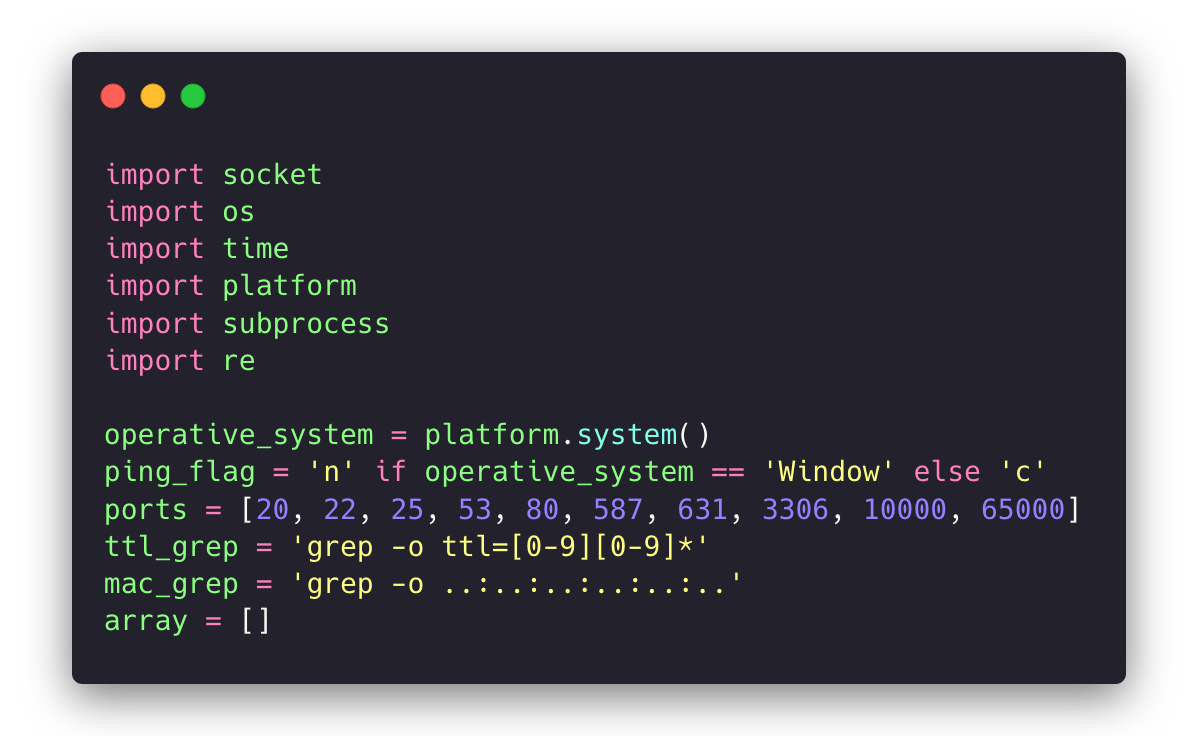 import socket
import os
import time
import platform
import subprocess
import re
operative_system = platform.system()
ping_flag = 'n' if operative_system == 'Window' else 'c'
ports = [20, 22, 25, 53, 80, 587, 631, 3306, 10000, 65000]
ttl_grep = 'grep -o ttl=[0-9][0-9]*'
mac_grep = 'grep -o ..:..:..:..:..:..'
array = []